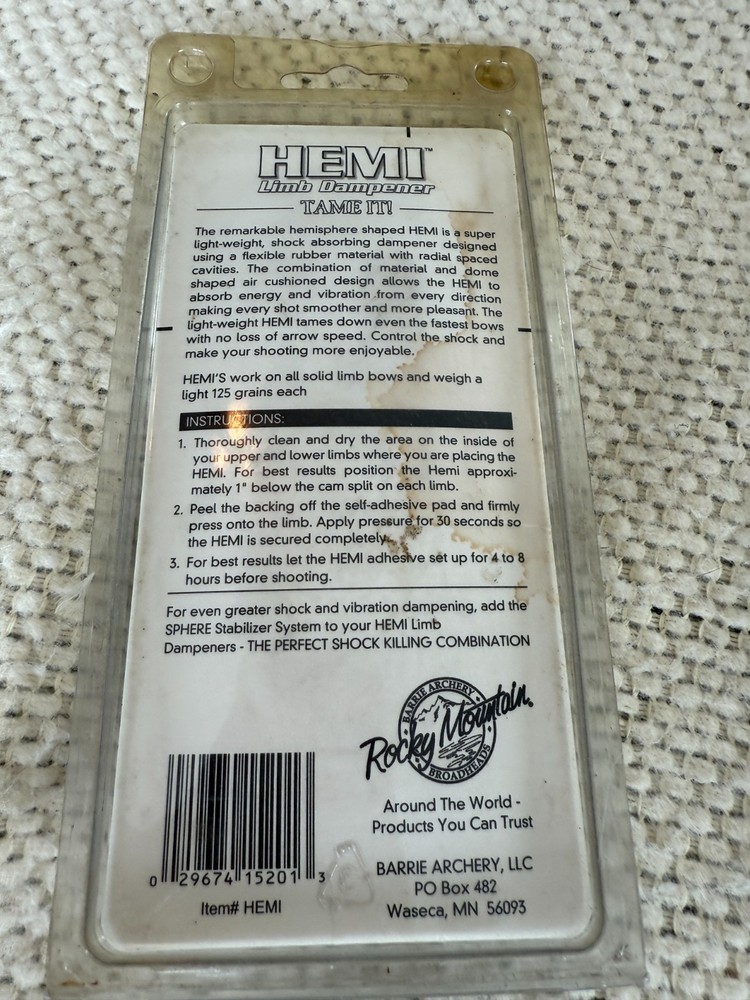 HEMI™
Limb Dampener
TAME IT!
The remarkable hemisphere shaped HEMI is a super
light-weight, shock absorbing dampener designed
using a flexible rubber material with radial spaced
cavities. The combination of material and dome
shaped air cushioned design allows the HEMI to
absorb energy and vibration from every direction
making every shot smoother and more pleasant. The
light-weight HEMI tames down even the fastest bows
with no loss of arrow speed. Control the shock and
make your shooting more enjoyable.
HEMI'S work on all solid limb bows and weigh a
light 125 grains each
INSTRUCTIONS:
1. Thoroughly clean and dry the area on the inside of
your upper and lower limbs where you are placing the
HEMI. For best results position the Hemi approxi-
mately 1" below the cam split on each limb.
2. Peel the backing off the self-adhesive pad and firmly
press onto the limb. Apply pressure for 30 seconds so
the HEMI is secured completely.
3. For best results let the HEMI adhesive set up for 4 to 8
hours before shooting.
For even greater shock and vibration dampening, add the
SPHERE Stabilizer System to your HEMI Limb
Dampeners - THE PERFECT SHOCK KILLING COMBINATION
BARRIE ARCHERY
Rocky Mountain.
BROADHEADS
Around The World -
Products You Can Trust
BARRIE ARCHERY, LLC
PO Box 482
Waseca, MN 56093
0 29674 15201 3
Item# HEMI